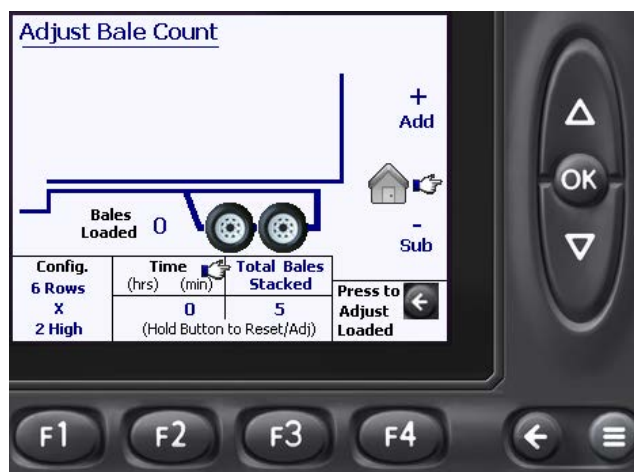 Adjust Bale Count
+
Add
OK
-
Sub
Bales
Loaded 0
Config.
6 Rows
X
2 High
Time
(hrs) (min)
0
Total Bales
Stacked
5
(Hold Button to Reset/Adj)
Press to
Adjust
Loaded
F1 F2 F3 F4